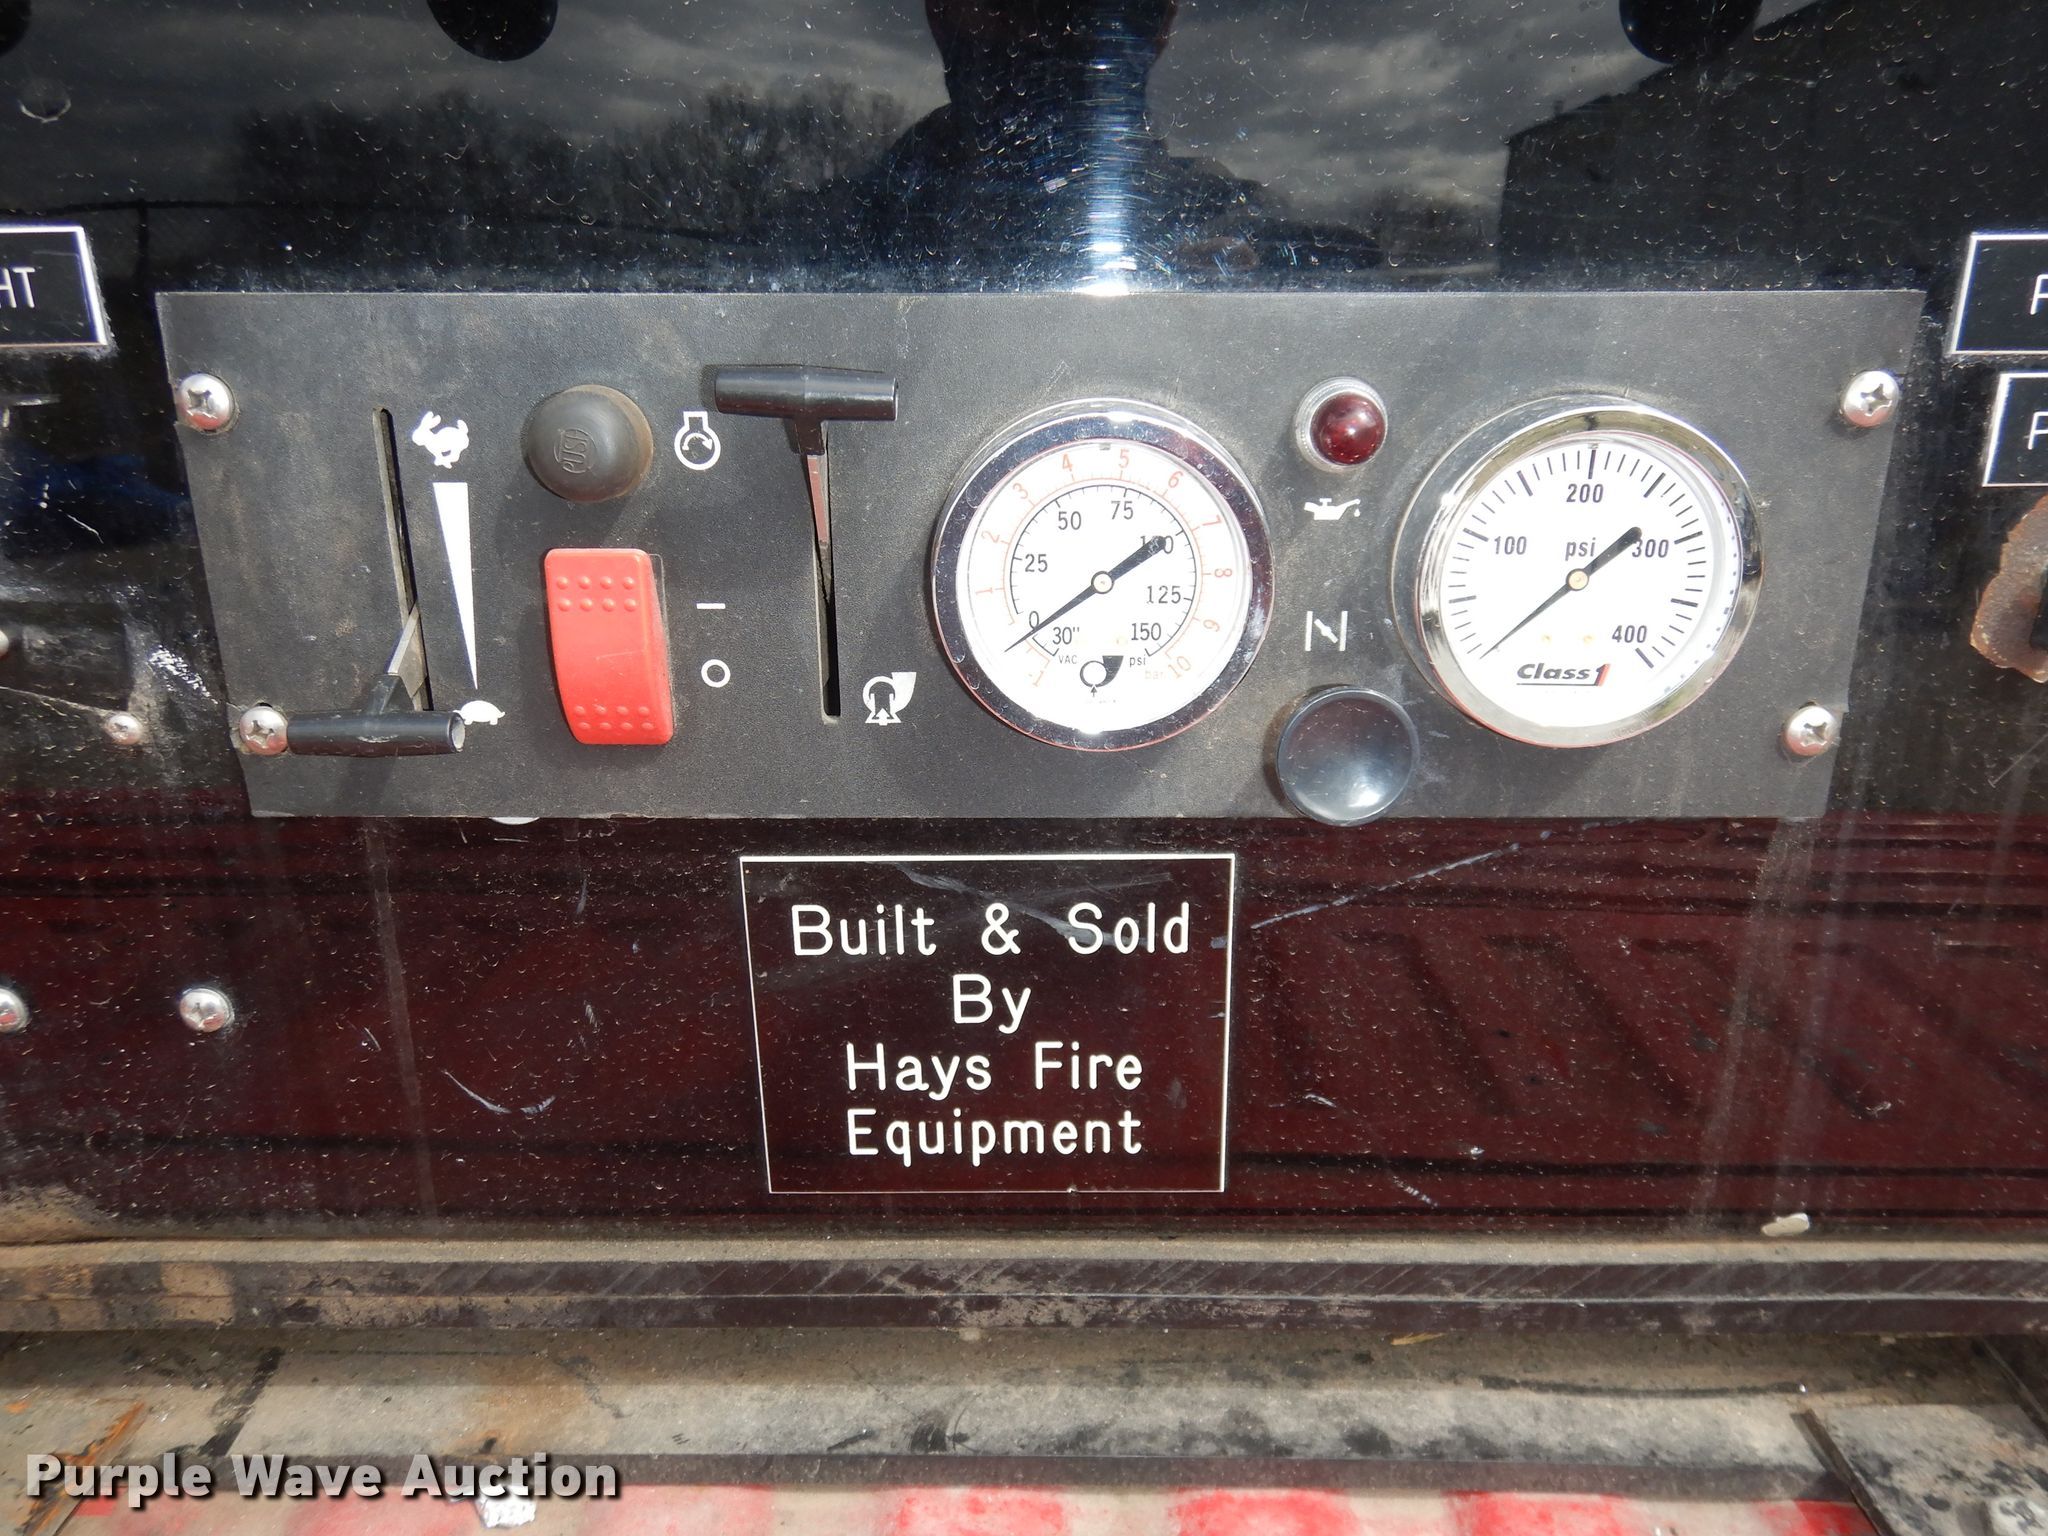 HT
PUSH
50 75
25 100
0 125
30" 150
VAC psi
bar
-1 1 2 3 4 5 6 7 8 9 10
200
100 psi 300
400
Class1
Built & Sold
By
Hays Fire
Equipment
Purple Wave Auction